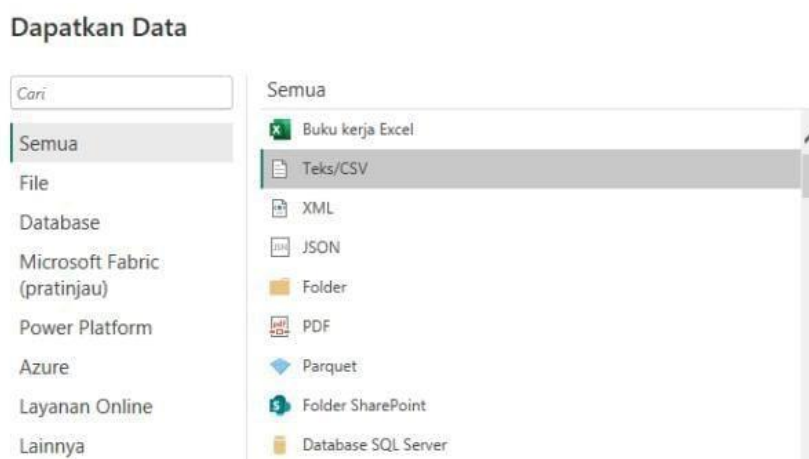 Dapatkan Data
Cari
Semua
File
Database
Microsoft Fabric
(pratinjau)
Power Platform
Azure
Layanan Online
Lainnya
Semua
Buku kerja Excel
Teks/CSV
XML
JSON
Folder
PDF
Parquet
Folder SharePoint
Database SQL Server